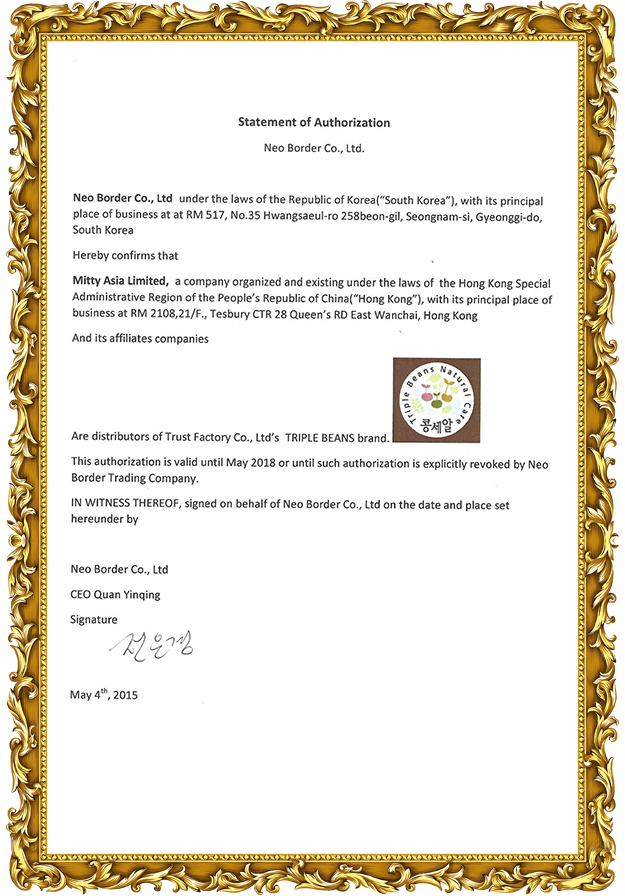 Statement of Authorization
Neo Border Co., Ltd.
Neo Border Co., Ltd under the laws of the Republic of Korea("South Korea"), with its principal
place of business at at RM 517, No.35 Hwangsaeul-ro 258beon-gil, Seongnam-si, Gyeonggi-do,
South Korea
Hereby confirms that
Mitty Asia Limited, a company organized and existing under the laws of the Hong Kong Special
Administrative Region of the People's Republic of China("Hong Kong"), with its principal place of
business at RM 2108,21/F., Tesbury CTR 28 Queen's RD East Wanchai, Hong Kong
And its affiliates companies
Triple Beans Natural Care
콩세알
Are distributors of Trust Factory Co., Ltd's TRIPLE BEANS brand.
This authorization is valid until May 2018 or until such authorization is explicitly revoked by Neo
Border Trading Company.
IN WITNESS THEREOF, signed on behalf of Neo Border Co., Ltd on the date and place set
hereunder by
Neo Border Co., Ltd
CEO Quan Yinqing
Signature
전은경
May 4th, 2015